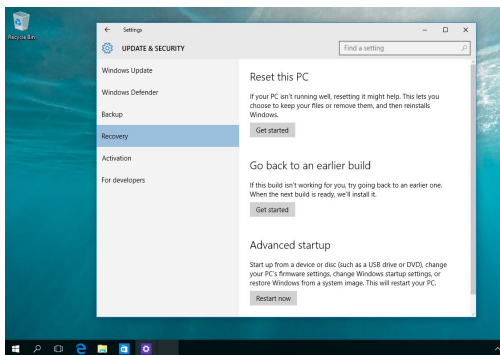 Recycle Bin
Settings
UPDATE & SECURITY
Find a setting
Windows Update
Windows Defender
Backup
Recovery
Activation
For developers
Reset this PC
If your PC isn't running well, resetting it might help. This lets you
choose to keep your files or remove them, and then reinstalls
Windows.
Get started
Go back to an earlier build
If this build isn't working for you, try going back to an earlier one.
When the next build is ready, we'll install it.
Get started
Advanced startup
Start up from a device or disc (such as a USB drive or DVD), change
your PC's firmware settings, change Windows startup settings, or
restore Windows from a system image. This will restart your PC.
Restart now